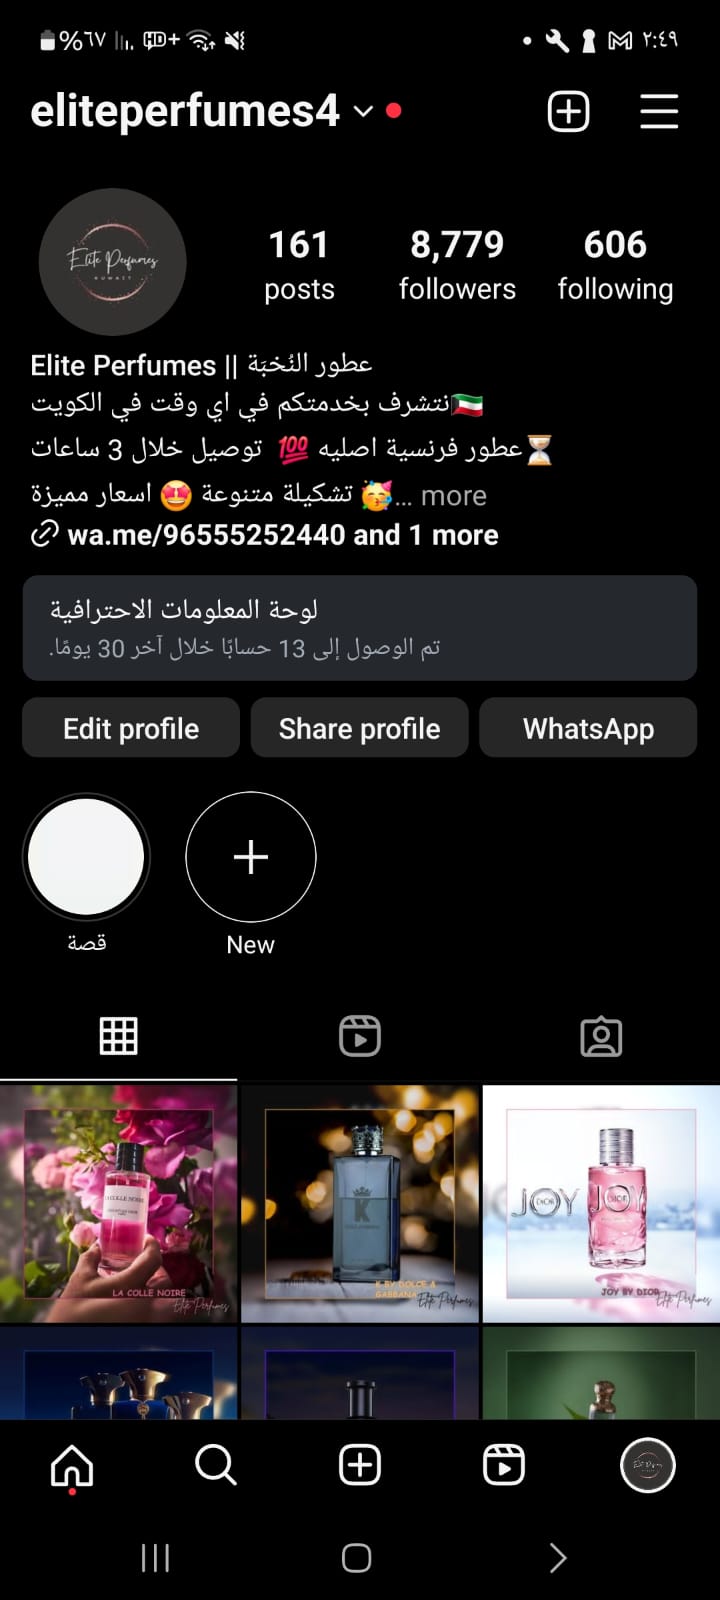 %٦٧ HD+ ٢:٤٩
eliteperfumes4
Elite Perfumes
KUWAIT
161 8,779 606
posts followers following
Elite Perfumes || عطور النُخبَة
🇰🇼نتشرف بخدمتكم في اي وقت في الكويت
⏳عطور فرنسية اصليه 💯 توصيل خلال 3 ساعات
🥳 تشكيلة متنوعة 🤩 اسعار مميزة... more
wa.me/96555252440 and 1 more
لوحة المعلومات الاحترافية
تم الوصول إلى 13 حسابًا خلال آخر 30 يومًا.
Edit profile Share profile WhatsApp
قصة New
LA COLLE NOIRE
LA COLLE NOIRE
Elite Perfumes
K
K BY DOLCE &
GABBANA
Elite Perfumes
JOY DIOR JOY DIOR
JOY BY DIOR
Elite Perfumes